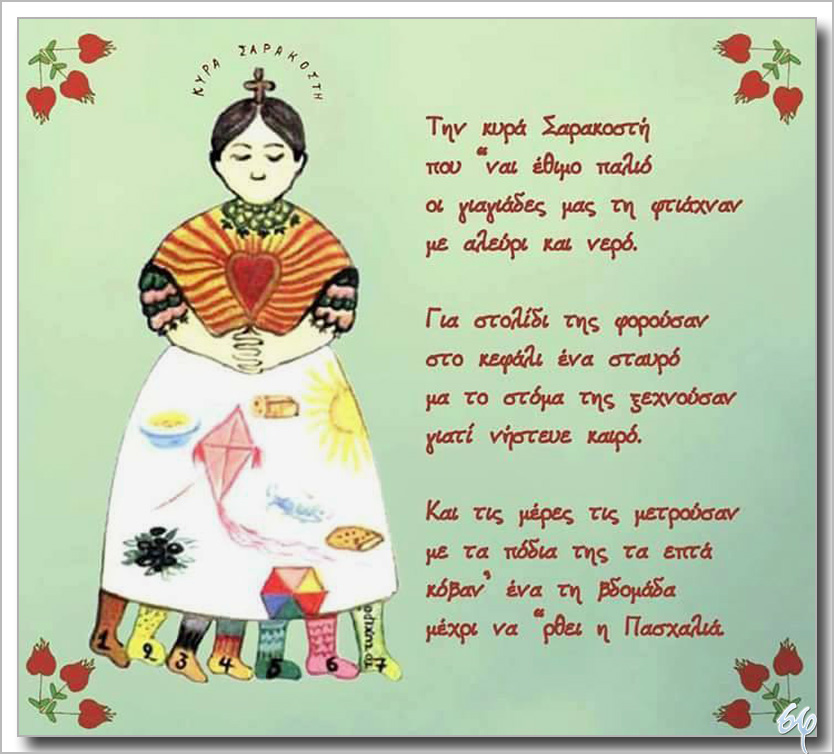 ΚΥΡΑ ΣΑΡΑΚΟΣΤΗ
Την κυρά Σαρακοστή
που “ναι έθιμο παλιό
οι γιαγιάδες μας τη φτιάχναν
με αλεύρι και νερό.
Για στολίδι της φορούσαν
στο κεφάλι ένα σταυρό
μα το στόμα της ξεχνούσαν
γιατί νήστευε καιρό.
Και τις μέρες τις μετρούσαν
με τα πόδια της τα επτά
κόβαν’ ένα τη βδομάδα
μέχρι να “ρθει η Πασχαλιά.
1 2 3 4 5 6 7